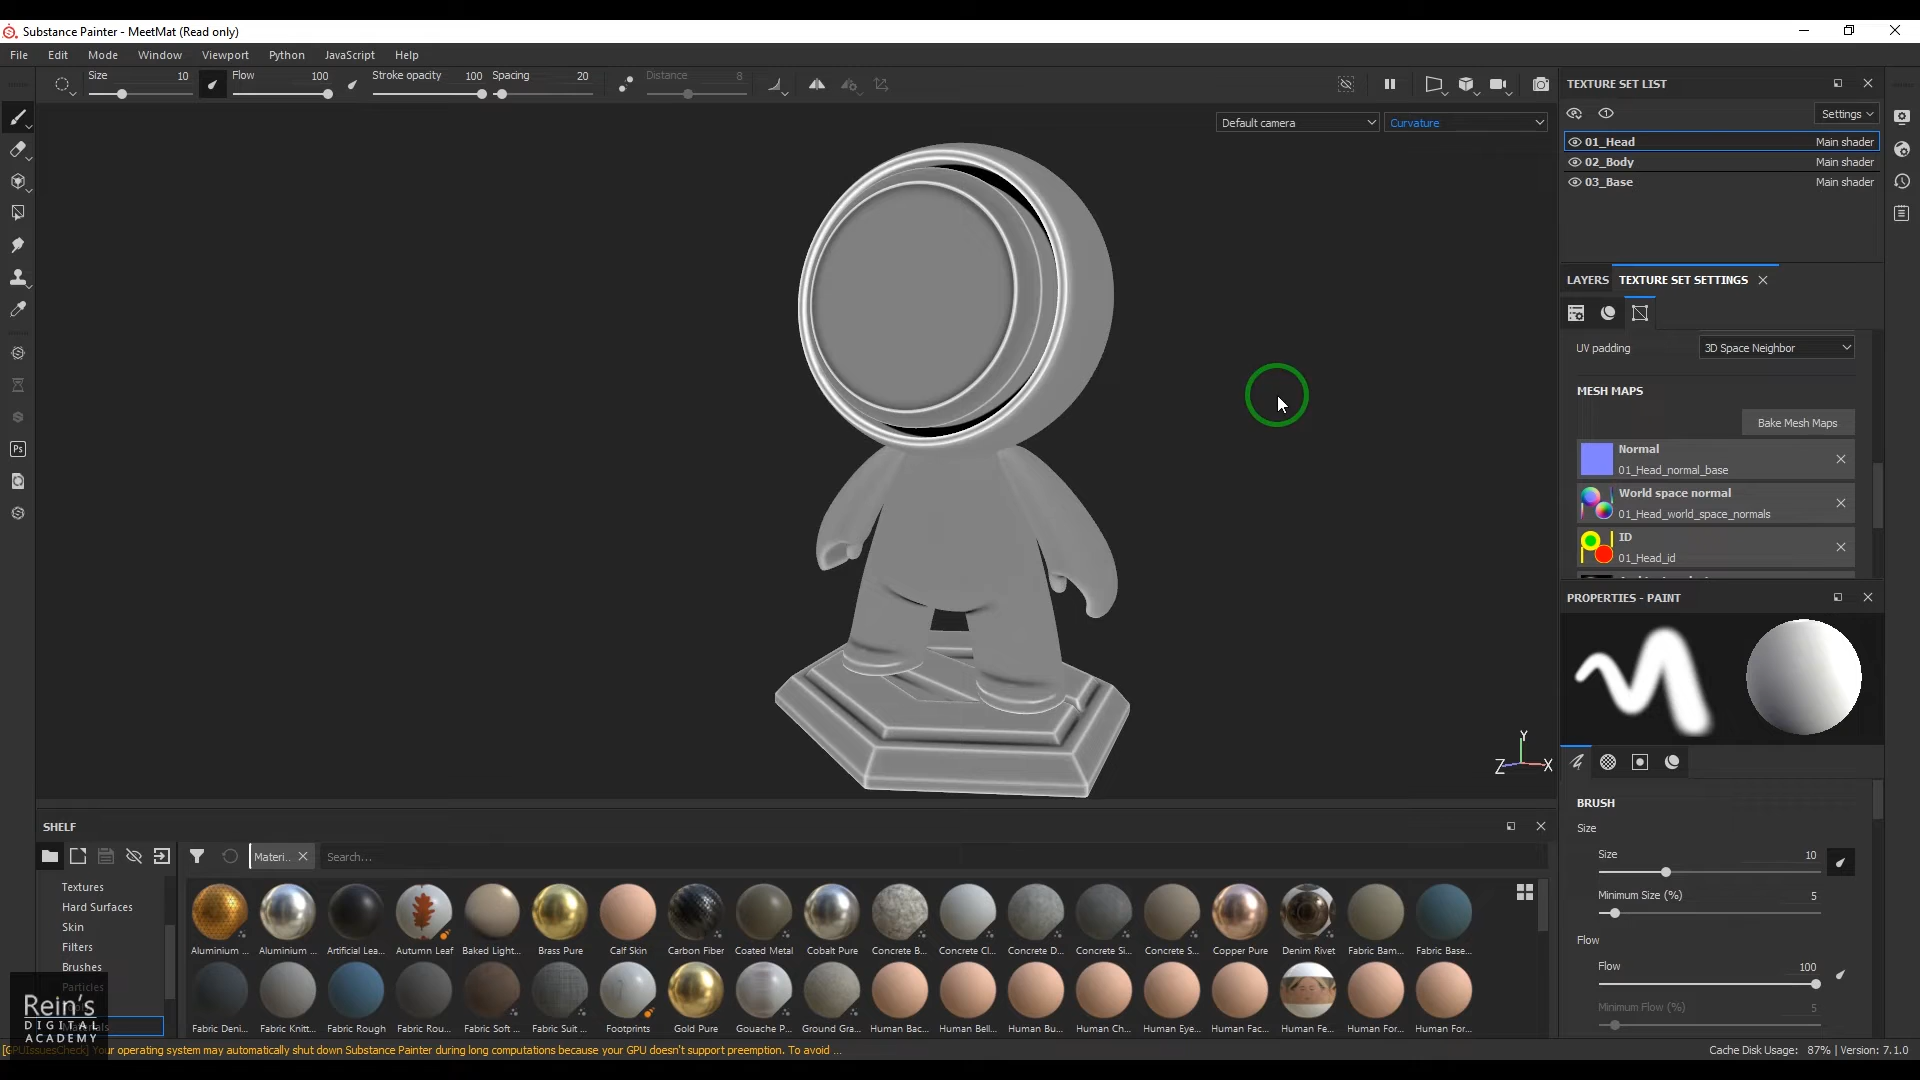 Substance Painter - MeetMat (Read only)
File Edit Mode Window Viewport Python JavaScript Help
Size 10 Flow 100 Stroke opacity 100 Spacing 20 Distance 8
Default camera Curvature
TEXTURE SET LIST
Settings
01_Head Main shader
02_Body Main shader
03_Base Main shader
LAYERS TEXTURE SET SETTINGS
UV padding 3D Space Neighbor
MESH MAPS
Bake Mesh Maps
Normal
01_Head_normal_base
World space normal
01_Head_world_space_normals
ID
01_Head_id
PROPERTIES - PAINT
Y
Z X
BRUSH
Size
Size 10
Minimum Size (%) 5
Flow
Flow 100
Minimum Flow (%) 5
SHELF
Materi.. Search...
Textures
Hard Surfaces
Skin
Filters
Brushes
Particles
Materials
Aluminium ... Aluminium ... Artificial Lea... Autumn Leaf Baked Light... Brass Pure Calf Skin Carbon Fiber Coated Metal Cobalt Pure Concrete B... Concrete Cl... Concrete D... Concrete Si... Concrete S... Copper Pure Denim Rivet Fabric Bam... Fabric Base...
Fabric Deni... Fabric Knitt... Fabric Rough Fabric Rou... Fabric Soft ... Fabric Suit ... Footprints Gold Pure Gouache P... Ground Gra... Human Bac... Human Bell... Human Bu... Human Ch... Human Eye... Human Fac... Human Fe... Human For... Human For...
Ps
Rein's
DIGITAL
ACADEMY
[GPUIssuesCheck] Your operating system may automatically shut down Substance Painter during long computations because your GPU doesn't support preemption. To avoid ...
Cache Disk Usage: 87% | Version: 7.1.0